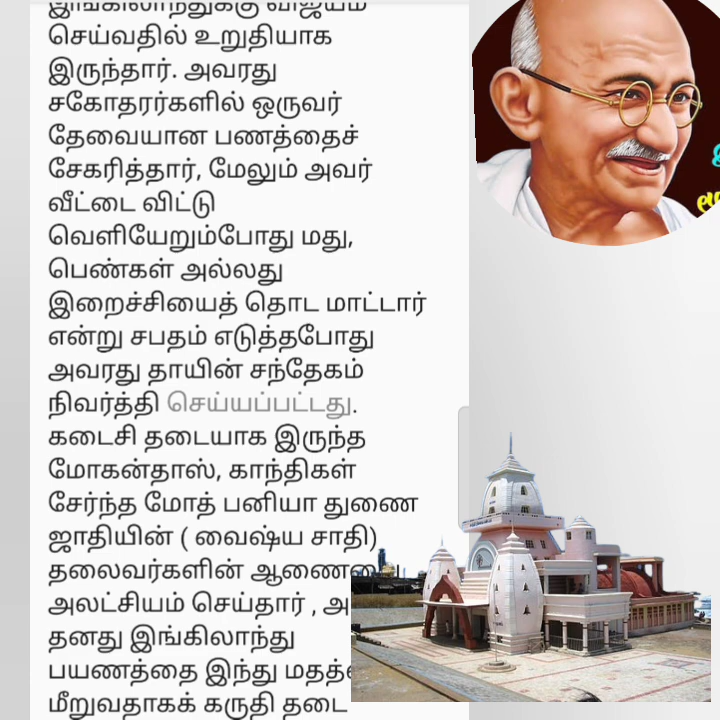 இங்கிலாந்துக்கு விஜயம்
செய்வதில் உறுதியாக
இருந்தார். அவரது
சகோதரர்களில் ஒருவர்
தேவையான பணத்தைச்
சேகரித்தார், மேலும் அவர்
வீட்டை விட்டு
வெளியேறும்போது மது,
பெண்கள் அல்லது
இறைச்சியைத் தொட மாட்டார்
என்று சபதம் எடுத்தபோது
அவரது தாயின் சந்தேகம்
நிவர்த்தி செய்யப்பட்டது.
கடைசி தடையாக இருந்த
மோகன்தாஸ், காந்திகள்
சேர்ந்த மோத் பனியா துணை
ஜாதியின் ( வைஷ்ய சாதி)
தலைவர்களின்
அலட்சியம் செய்தார் ,
தனது இங்கிலாந்து
பயணத்தை இந்து
மீறுவதாகக் கருதி தடை